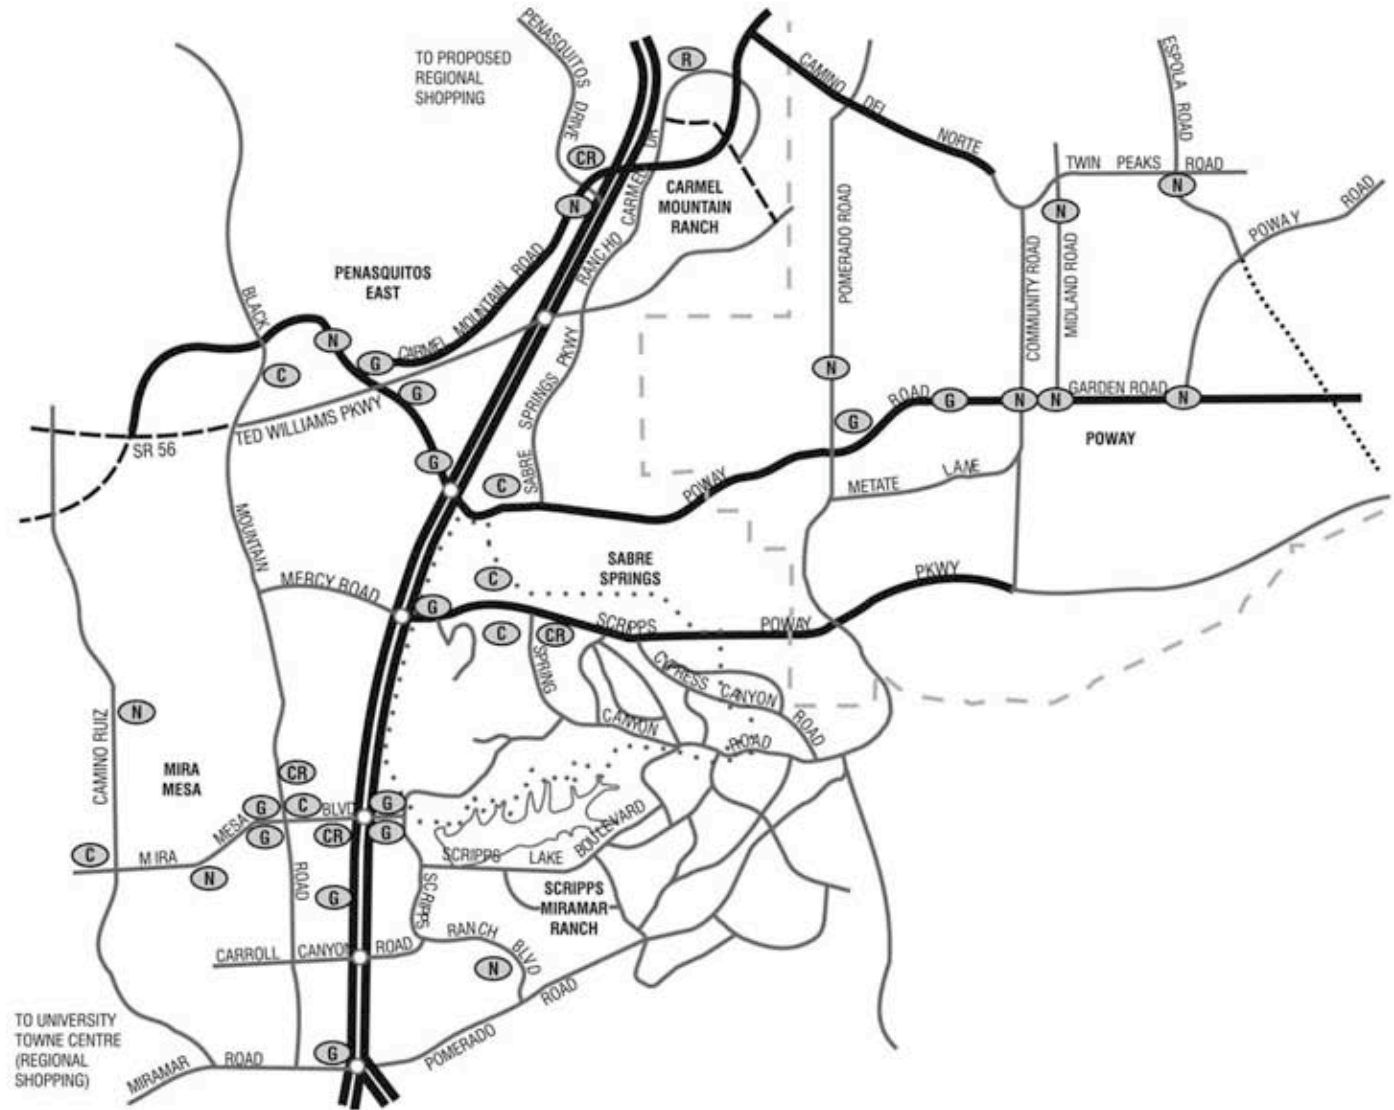 PENASQUITOS DRIVE
TO PROPOSED
REGIONAL
SHOPPING
R
CAMINO DEL NORTE
ESPOLA ROAD
CR
TWIN PEAKS ROAD
N
N
N
CARMEL
MOUNTAIN
RANCH
RANCHO CARMEL DR
POMERADO ROAD
COMMUNITY ROAD
MIDLAND ROAD
POWAY ROAD
PENASQUITOS
EAST
CARMEL MOUNTAIN ROAD
BLACK MOUNTAIN ROAD
N
G
C
G
N
SABRE SPRINGS PKWY
TED WILLIAMS PKWY
SR 56
G
C
G
POWAY ROAD
G
N
N
GARDEN ROAD
N
POWAY
METATE LANE
MERCY ROAD
C
SABRE
SPRINGS
G
C
CR
SCRIPPS POWAY PKWY
SPRING CANYON ROAD
CYPRESS CANYON ROAD
CAMINO RUIZ
N
MIRA
MESA
CR
G
C
G
G
CR
G
MIRA MESA BLVD
C
N
G
SCRIPPS LAKE BOULEVARD
SCRIPPS
MIRAMAR
RANCH
SCRIPPS RANCH BLVD
CARROLL CANYON ROAD
N
TO UNIVERSITY
TOWNE CENTRE
(REGIONAL
SHOPPING)
G
MIRAMAR ROAD
POMERADO ROAD